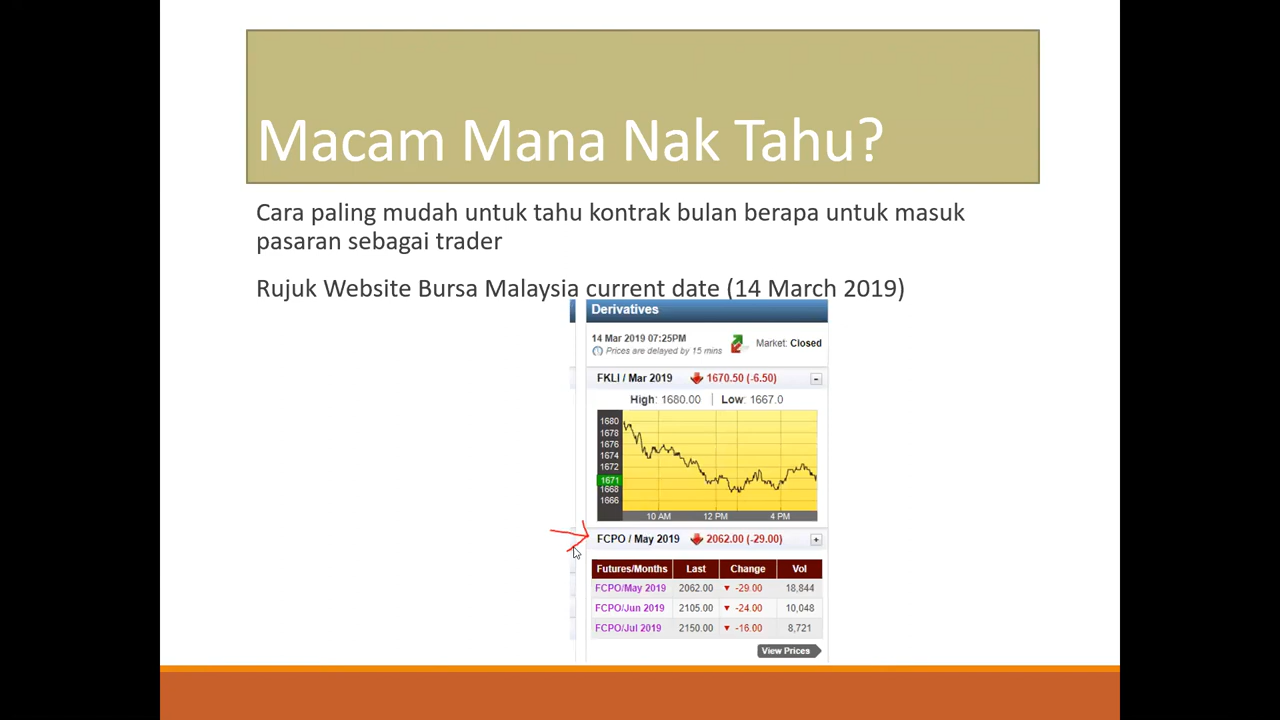 Macam Mana Nak Tahu?
Cara paling mudah untuk tahu kontrak bulan berapa untuk masuk
pasaran sebagai trader
Rujuk Website Bursa Malaysia current date (14 March 2019)
Derivatives
14 Mar 2019 07:25PM
Prices are delayed by 15 mins
Market: Closed
FKLI / Mar 2019 1670.50 (-6.50)
High: 1680.00 | Low: 1667.0
1680
1678
1676
1674
1672
1671
1668
1666
10 AM 12 PM 4 PM
FCPO / May 2019 2062.00 (-29.00)
Futures/Months Last Change Vol
FCPO/May 2019 2062.00 -29.00 18,844
FCPO/Jun 2019 2105.00 -24.00 10,048
FCPO/Jul 2019 2150.00 -16.00 8,721
View Prices